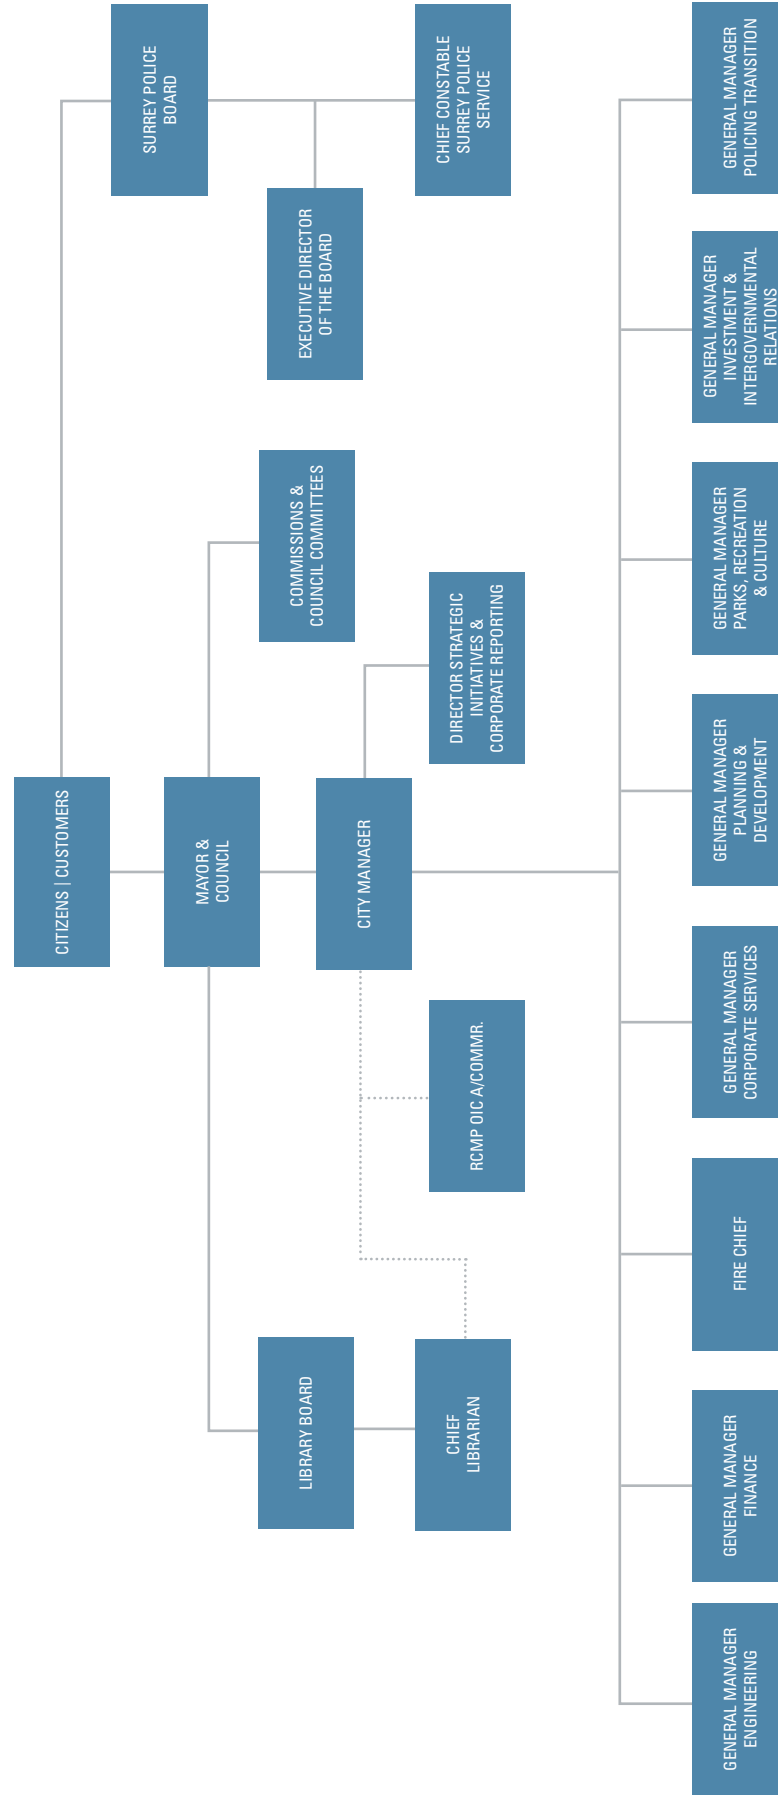 CITIZENS | CUSTOMERS
SURREY POLICE
BOARD
MAYOR &
COUNCIL
LIBRARY BOARD
COMMISSIONS &
COUNCIL COMMITTEES
EXECUTIVE DIRECTOR
OF THE BOARD
CITY MANAGER
CHIEF
LIBRARIAN
RCMP OIC A/COMMR.
DIRECTOR STRATEGIC
INITIATIVES &
CORPORATE REPORTING
CHIEF CONSTABLE
SURREY POLICE
SERVICE
GENERAL MANAGER
ENGINEERING
GENERAL MANAGER
FINANCE
FIRE CHIEF
GENERAL MANAGER
CORPORATE SERVICES
GENERAL MANAGER
PLANNING &
DEVELOPMENT
GENERAL MANAGER
PARKS, RECREATION
& CULTURE
GENERAL MANAGER
INVESTMENT &
INTERGOVERNMENTAL
RELATIONS
GENERAL MANAGER
POLICING TRANSITION